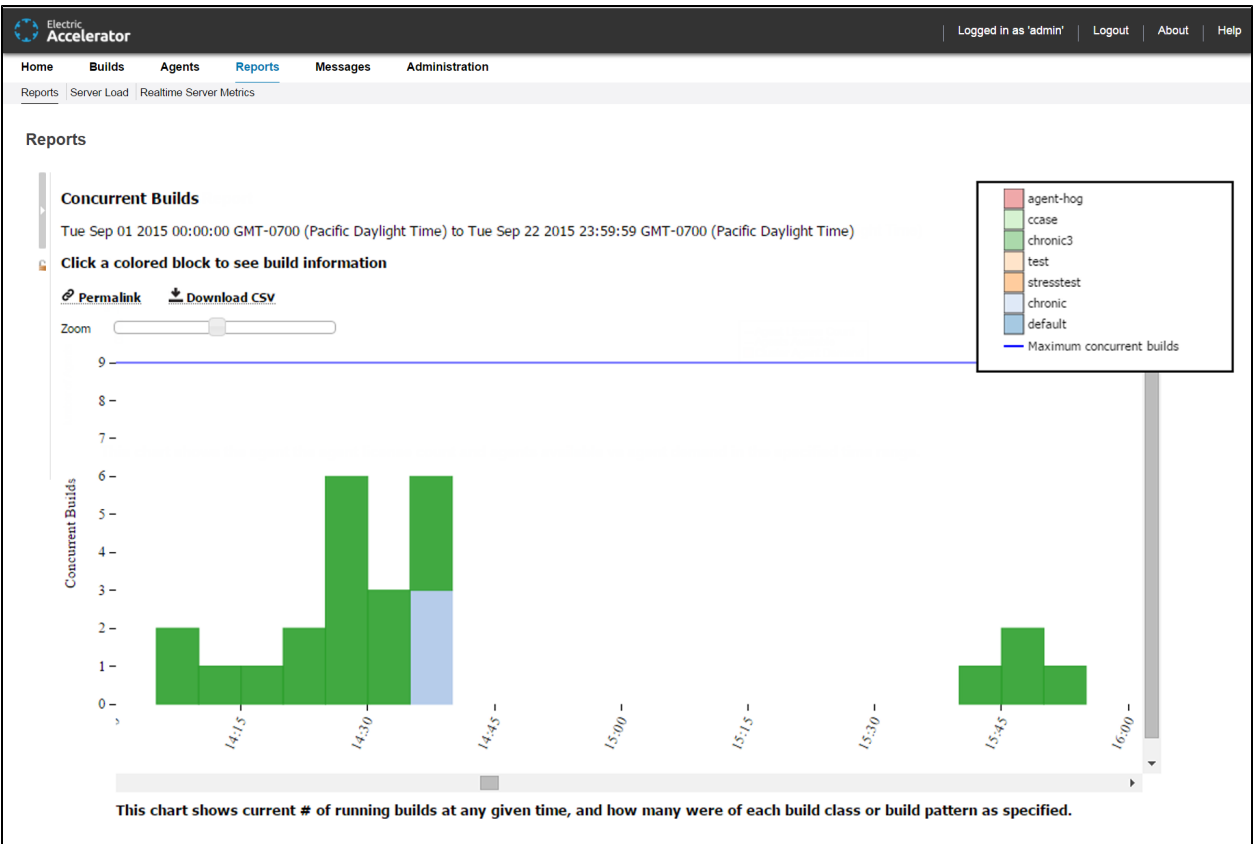 Electric
Accelerator
Logged in as 'admin' Logout About Help
Home Builds Agents Reports Messages Administration
Reports Server Load Realtime Server Metrics
Reports
Concurrent Builds
Tue Sep 01 2015 00:00:00 GMT-0700 (Pacific Daylight Time) to Tue Sep 22 2015 23:59:59 GMT-0700 (Pacific Daylight Time)
Click a colored block to see build information
Permalink Download CSV
Zoom
agent-hog
ccase
chronic3
test
stresstest
chronic
default
Maximum concurrent builds
Concurrent Builds
9
8
7
6
5
4
3
2
1
0
14:15 14:30 14:45 15:00 15:15 15:30 15:45 16:00
This chart shows current # of running builds at any given time, and how many were of each build class or build pattern as specified.